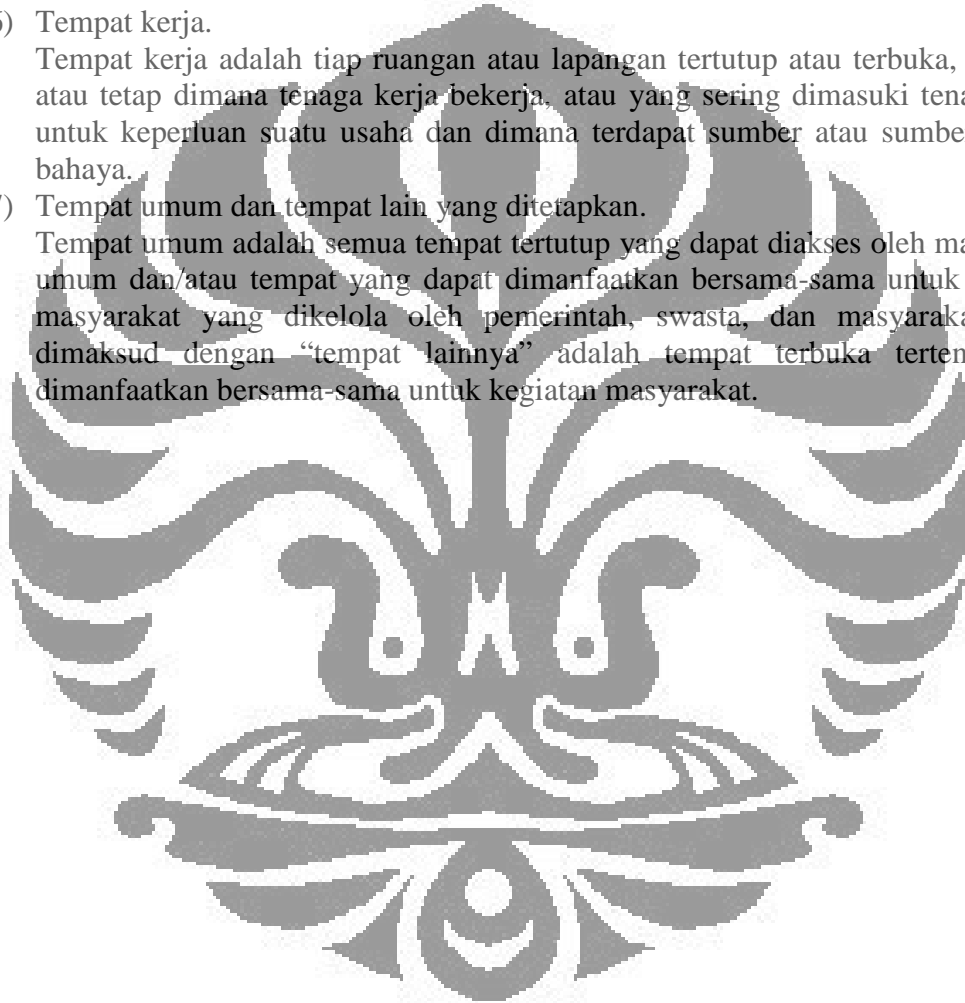 ) Tempat kerja.
Tempat kerja adalah tiap ruangan atau lapangan tertutup atau terbuka,
atau tetap dimana tenaga kerja bekerja, atau yang sering dimasuki
untuk keperluan suatu usaha dan dimana terdapat sumber atau
bahaya.
) Tempat umum dan tempat lain yang ditetapkan.
Tempat umum adalah semua tempat tertutup yang dapat diakses oleh
umum dan/atau tempat yang dapat dimanfaatkan bersama-sama untuk
masyarakat yang dikelola oleh pemerintah, swasta, dan
dimaksud dengan “tempat lainnya” adalah tempat terbuka
dimanfaatkan bersama-sama untuk kegiatan masyarakat.